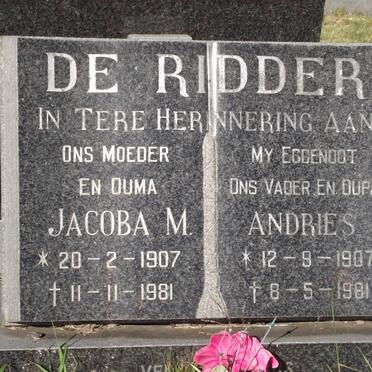 DE RIDDER
IN TERE HERINNERING AAN
ONS MOEDER
EN OUMA
JACOBA M.
* 20-2-1907
† 11-11-1981
MY EGGENOOT
ONS VADER EN OUPA
ANDRIES
* 12-9-1907
† 8-5-1981